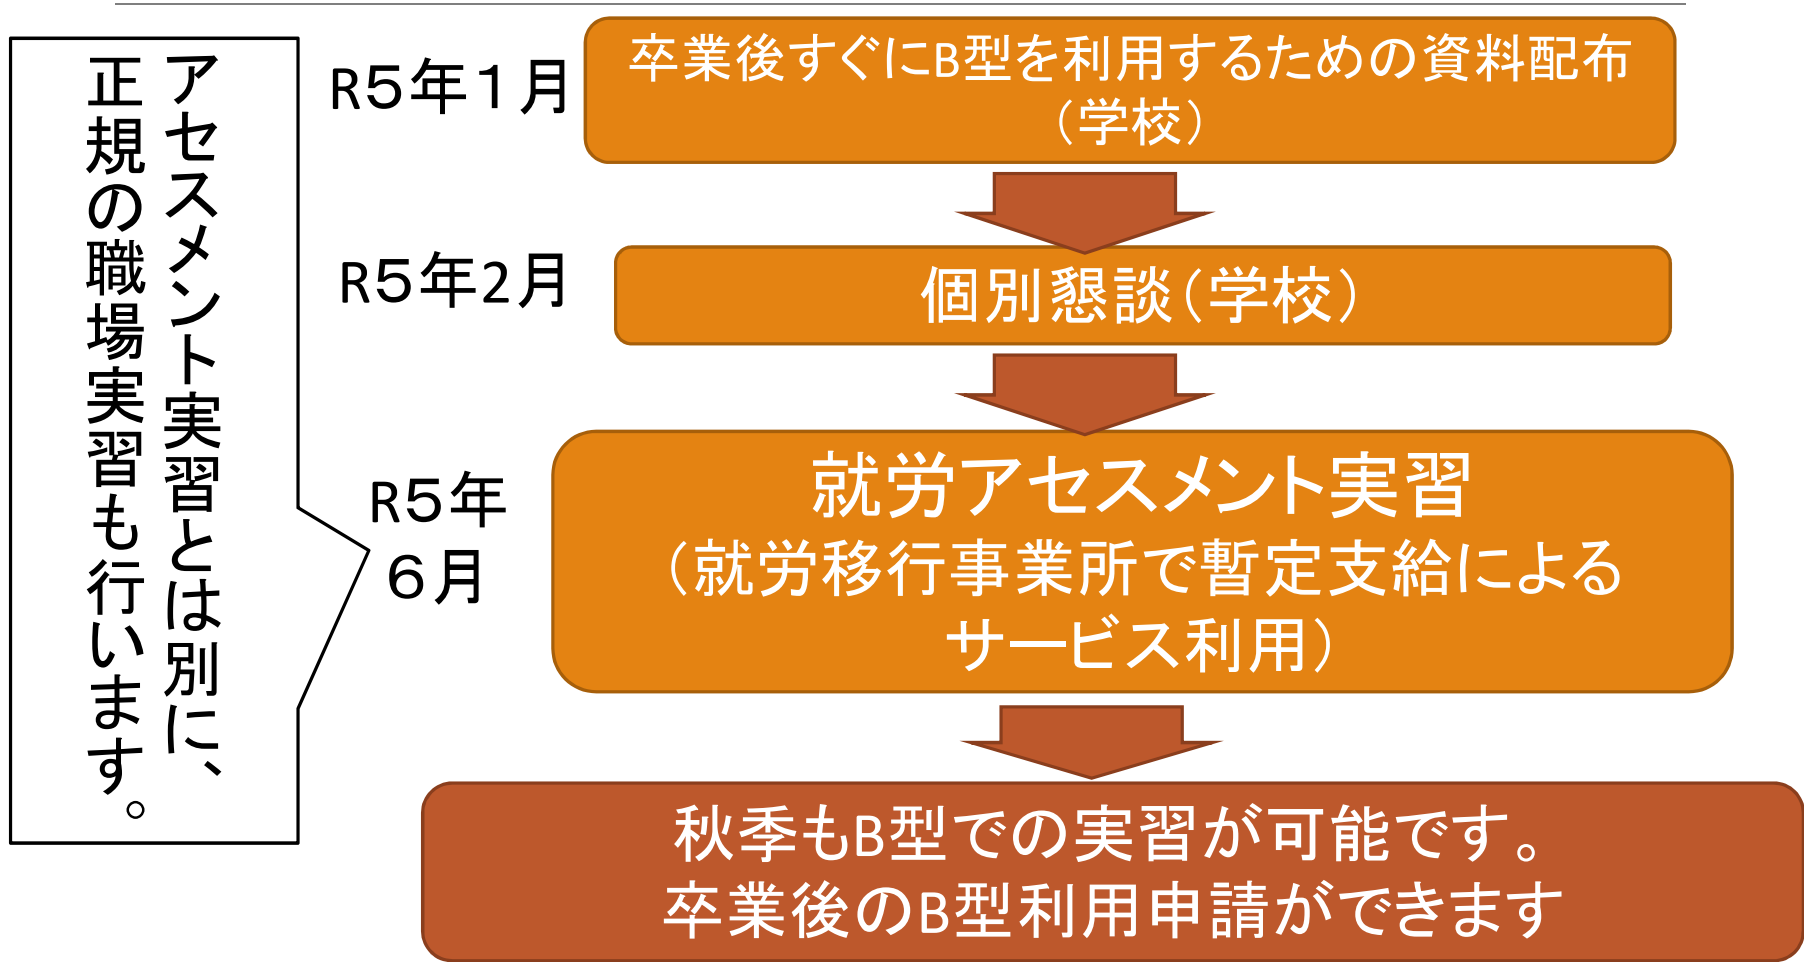 アセスメント実習とは別に、
正規の職場実習も行います。
R5年1月
卒業後すぐにB型を利用するための資料配布
（学校）
R5年2月
個別懇談（学校）
R5年
6月
就労アセスメント実習
（就労移行事業所で暫定支給による
サービス利用）
秋季もB型での実習が可能です。
卒業後のB型利用申請ができます